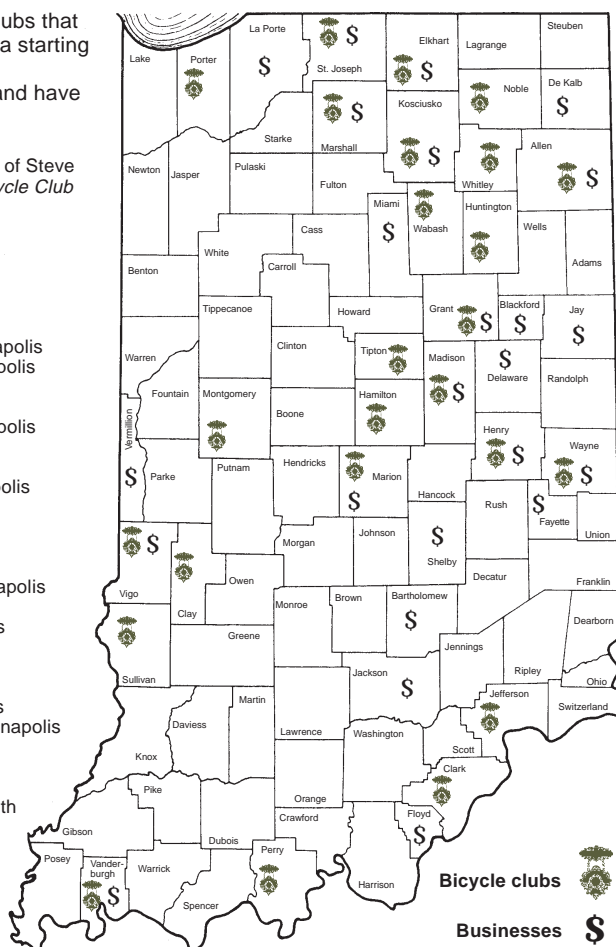 ubs that
a starting
and have
of Steve
ycle Club
apolis
polis
polis
polis
apolis
s
s
napolis
th
Lake
Porter
La Porte
$
St. Joseph
$
Elkhart
$
Lagrange
Steuben
Noble
De Kalb
$
Starke
Marshall
$
Kosciusko
$
Whitley
Allen
$
Newton
Jasper
Pulaski
Fulton
Miami
$
Wabash
Huntington
Wells
Adams
White
Cass
Carroll
Benton
Tippecanoe
Howard
Grant
$
Blackford
$
Jay
$
Warren
Clinton
Tipton
Madison
$
$
Delaware
Randolph
Fountain
Montgomery
Boone
Hamilton
Vermillion
$
Parke
Putnam
Hendricks
Marion
$
Hancock
Henry
$
Wayne
$
Rush
$
Fayette
Union
Morgan
Johnson
$
Shelby
Vigo
$
Clay
Owen
Decatur
Franklin
Monroe
Brown
Bartholomew
$
Dearborn
Greene
Sullivan
Jennings
Ripley
Ohio
Jackson
$
Jefferson
Switzerland
Martin
Daviess
Lawrence
Washington
Scott
Knox
Clark
Pike
Orange
Gibson
Dubois
Crawford
Floyd
$
Posey
Vander-
burgh
$
Warrick
Spencer
Perry
Harrison
Bicycle clubs
Businesses $